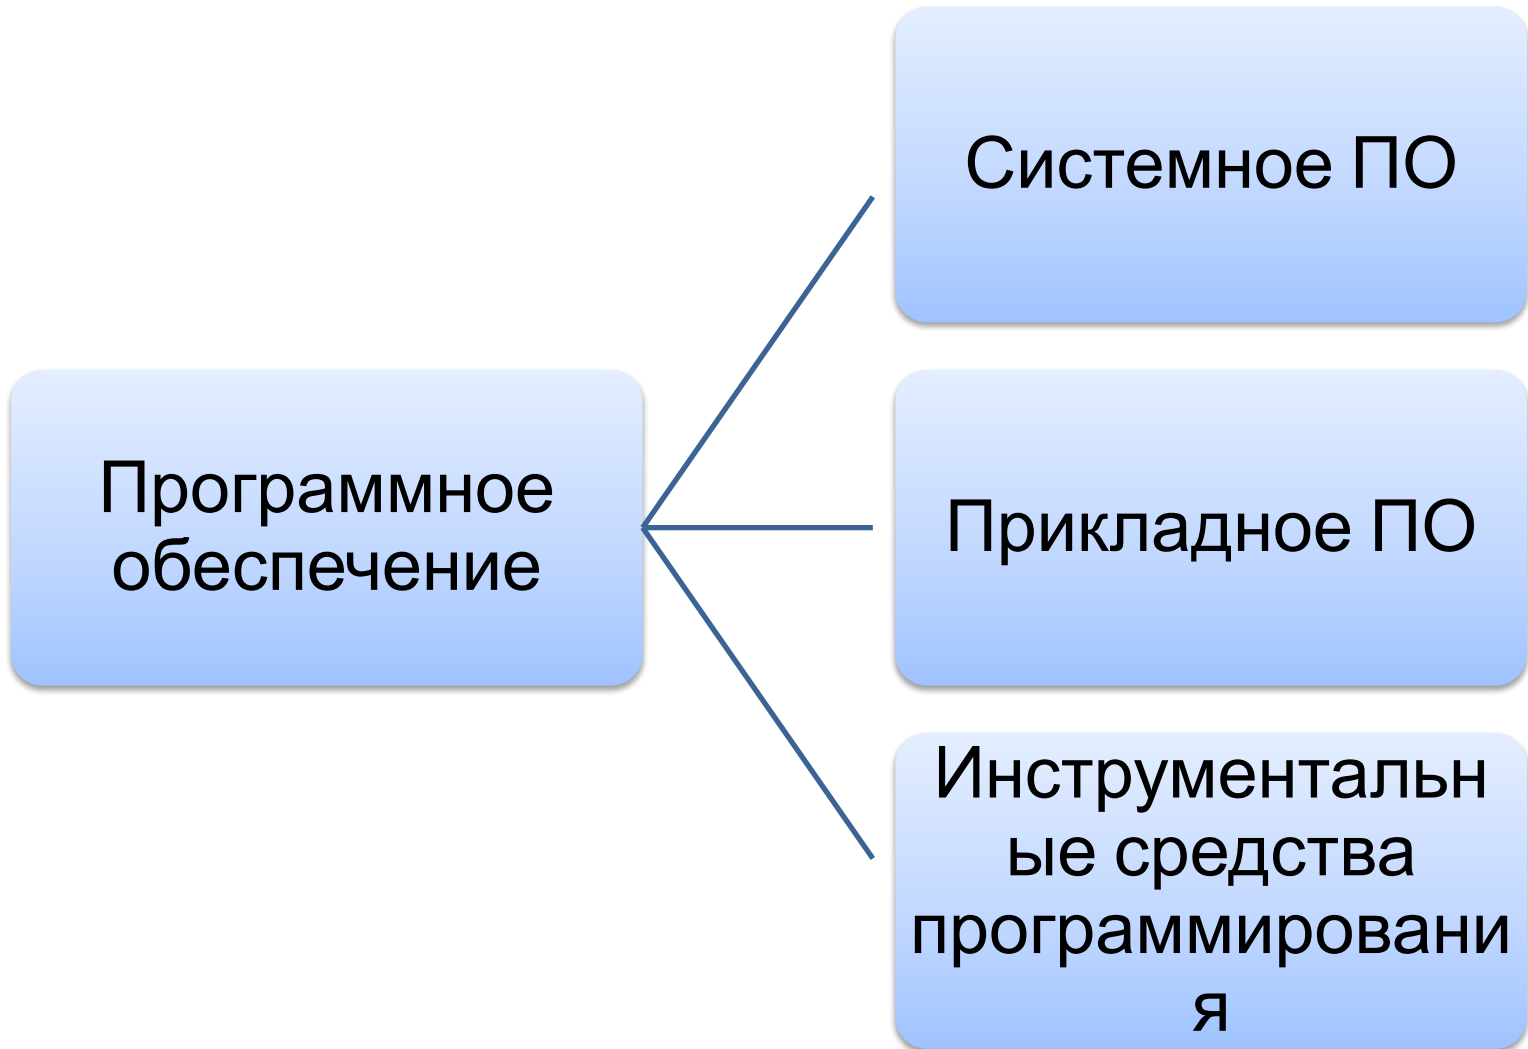 Системное ПО
Программное
обеспечение
Прикладное ПО
Инструментальн
ые средства
программировани
я